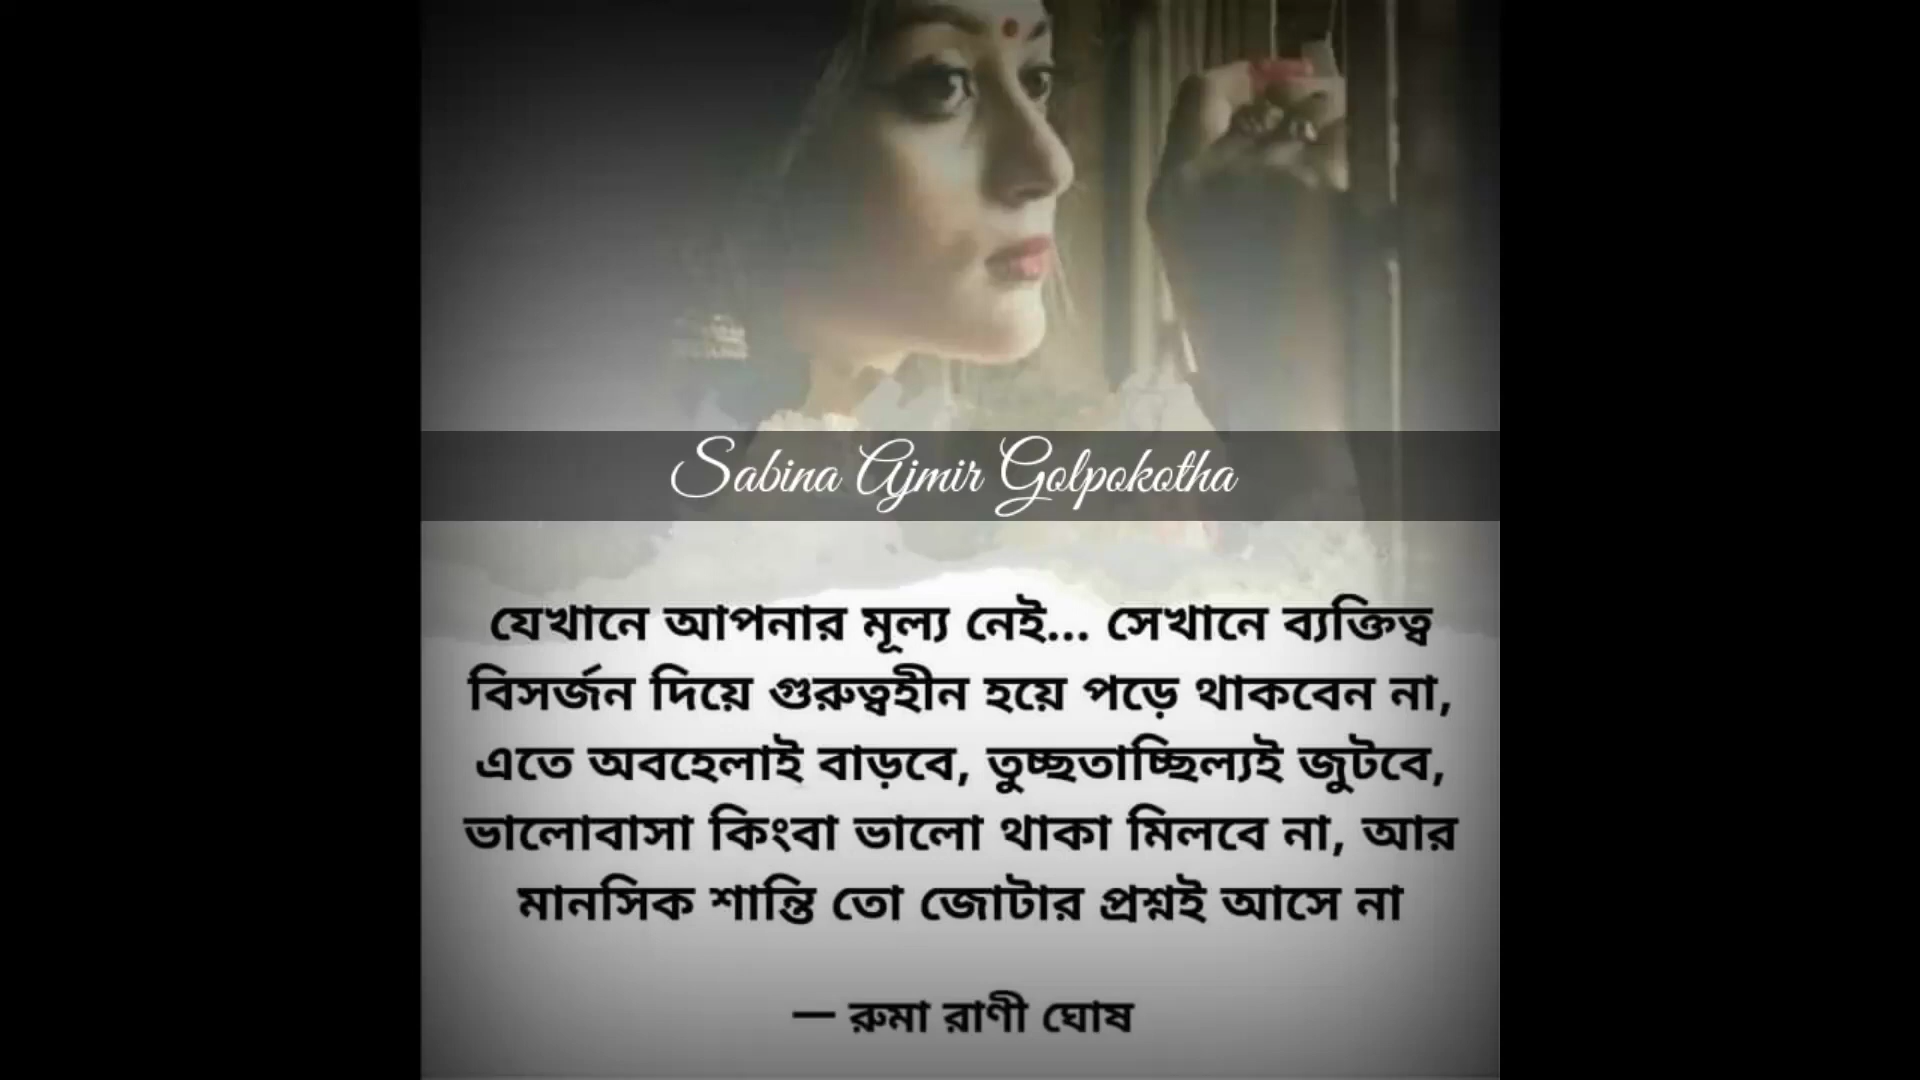 Sabina Ajmir Golpokotha
যেখানে আপনার মূল্য নেই... সেখানে ব্যক্তিত্ব
বিসর্জন দিয়ে গুরুত্বহীন হয়ে পড়ে থাকবেন না,
এতে অবহেলাই বাড়বে, তুচ্ছতাচ্ছিল্যই জুটবে,
ভালোবাসা কিংবা ভালো থাকা মিলবে না, আর
মানসিক শান্তি তো জোটার প্রশ্নই আসে না
— রুমা রাণী ঘোষ